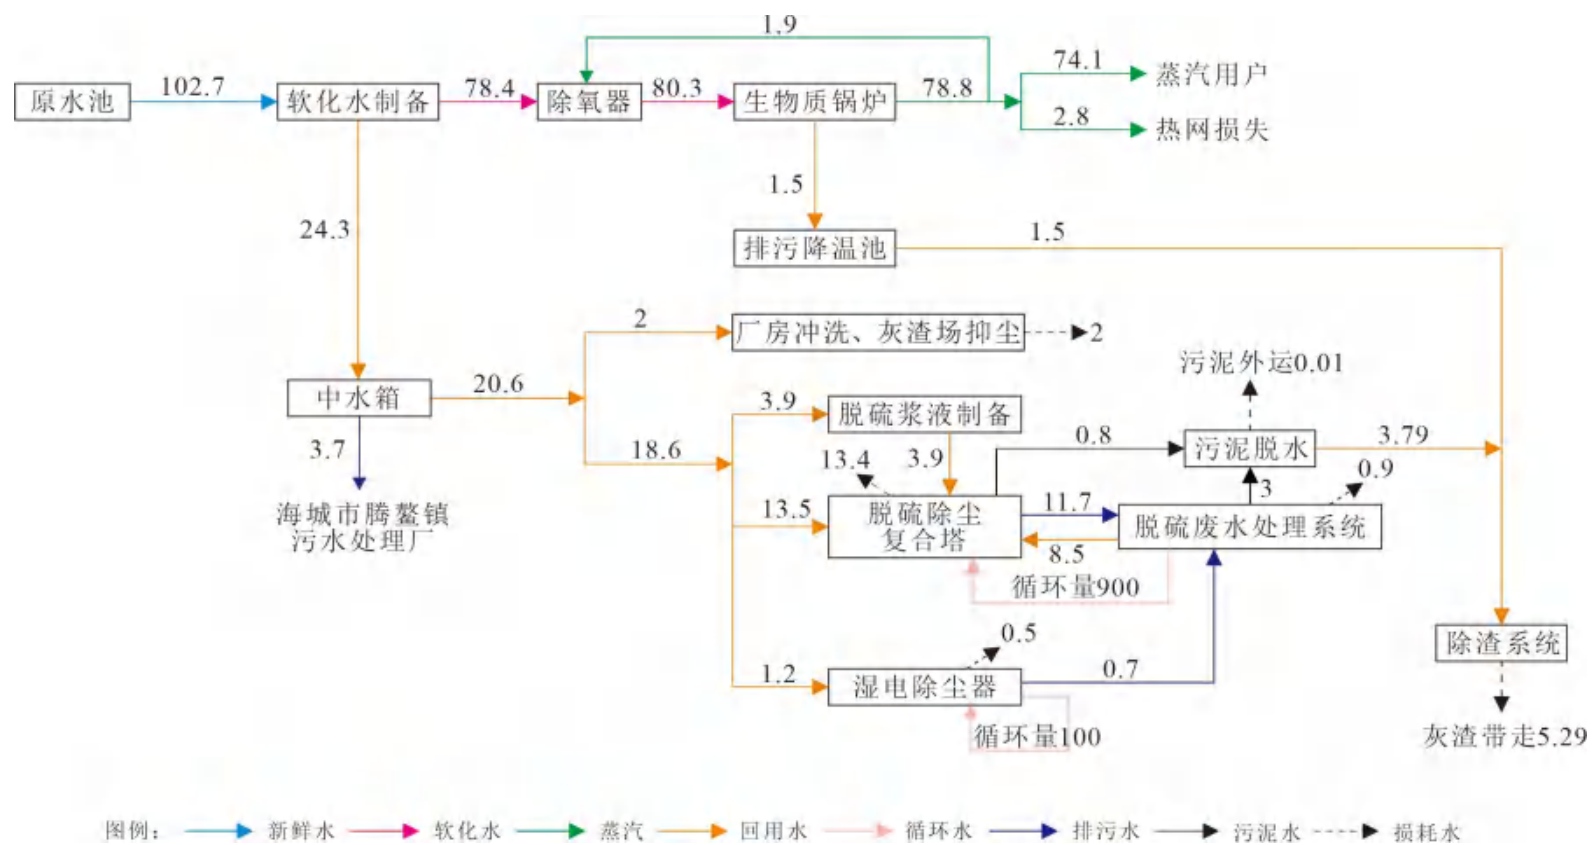 1.9
74.1
蒸汽用户
原水池
102.7
软化水制备
78.4
除氧器
80.3
生物质锅炉
78.8
2.8
热网损失
1.5
24.3
排污降温池
1.5
2
厂房冲洗、灰渣场抑尘
2
污泥外运0.01
中水箱
20.6
3.9
脱硫浆液制备
3.7
18.6
3.9
0.8
污泥脱水
3.79
13.4
0.9
3
海城市腾鳌镇
污水处理厂
13.5
脱硫除尘
复合塔
11.7
8.5
脱硫废水处理系统
循环量900
0.5
除渣系统
1.2
湿电除尘器
0.7
循环量100
灰渣带走5.29
图例：
新鲜水
软化水
蒸汽
回用水
循环水
排污水
污泥水
损耗水